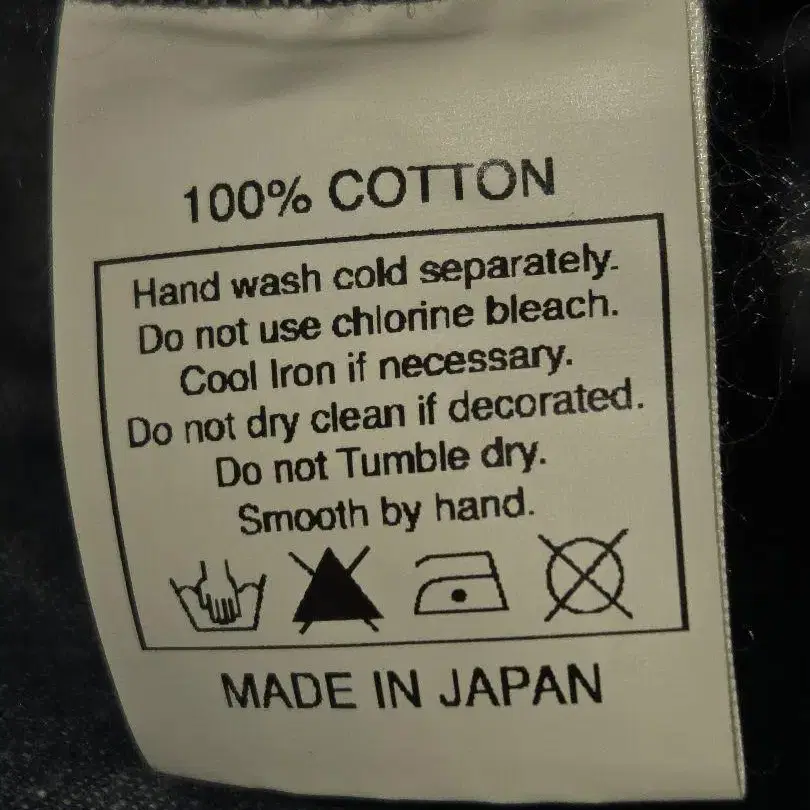 100% COTTON
Hand wash cold separately.
Do not use chlorine bleach.
Cool Iron if necessary.
Do not dry clean if decorated.
Do not Tumble dry.
Smooth by hand.
MADE IN JAPAN